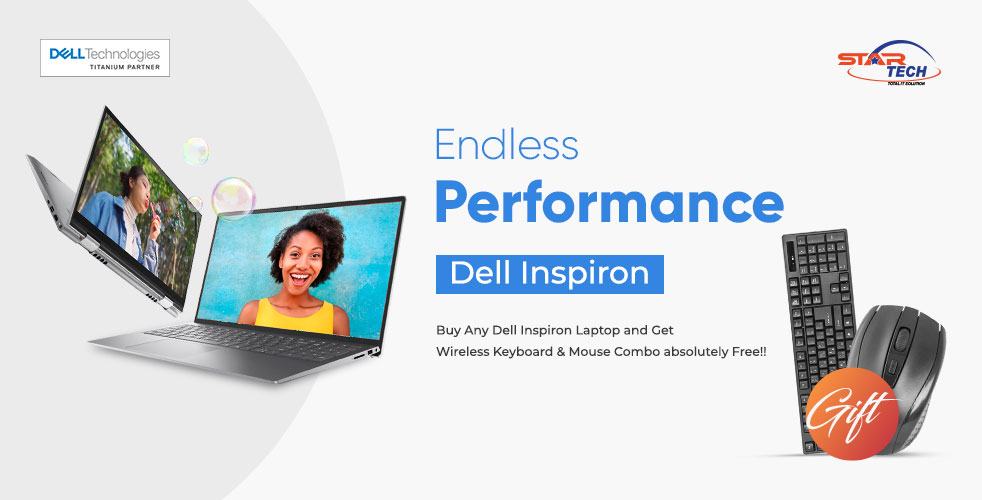 DELL Technologies
TITANIUM PARTNER
STAR
TECH
TOTAL IT SOLUTION
Endless
Performance
Dell Inspiron
Buy Any Dell Inspiron Laptop and Get
Wireless Keyboard & Mouse Combo absolutely Free!!
Gift